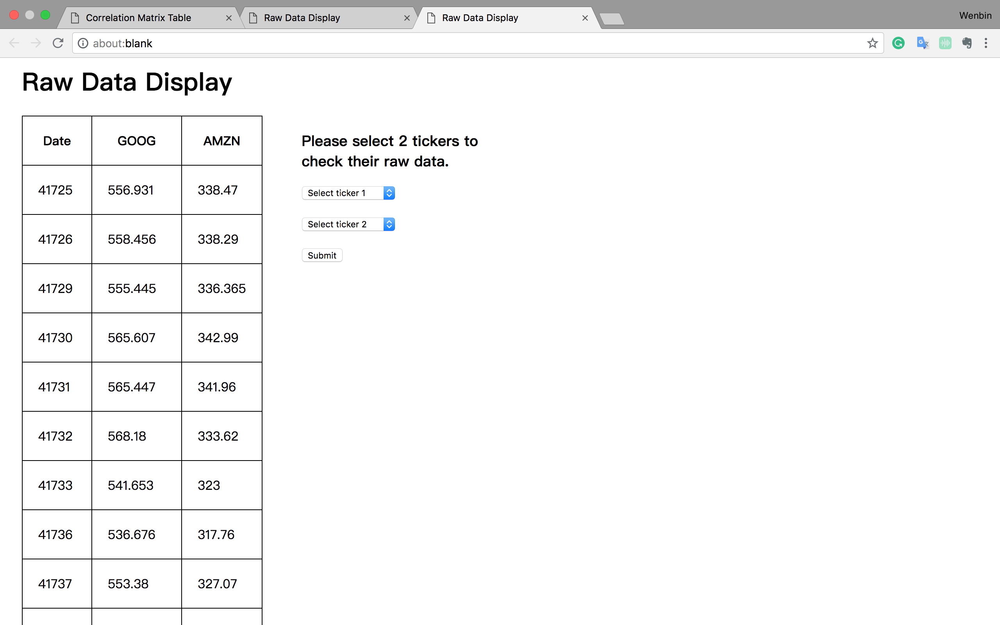 Correlation Matrix Table
Raw Data Display
Raw Data Display
Wenbin
about:blank
Raw Data Display
Date GOOG AMZN
41725 556.931 338.47
41726 558.456 338.29
41729 555.445 336.365
41730 565.607 342.99
41731 565.447 341.96
41732 568.18 333.62
41733 541.653 323
41736 536.676 317.76
41737 553.38 327.07
Please select 2 tickers to
check their raw data.
Select ticker 1
Select ticker 2
Submit